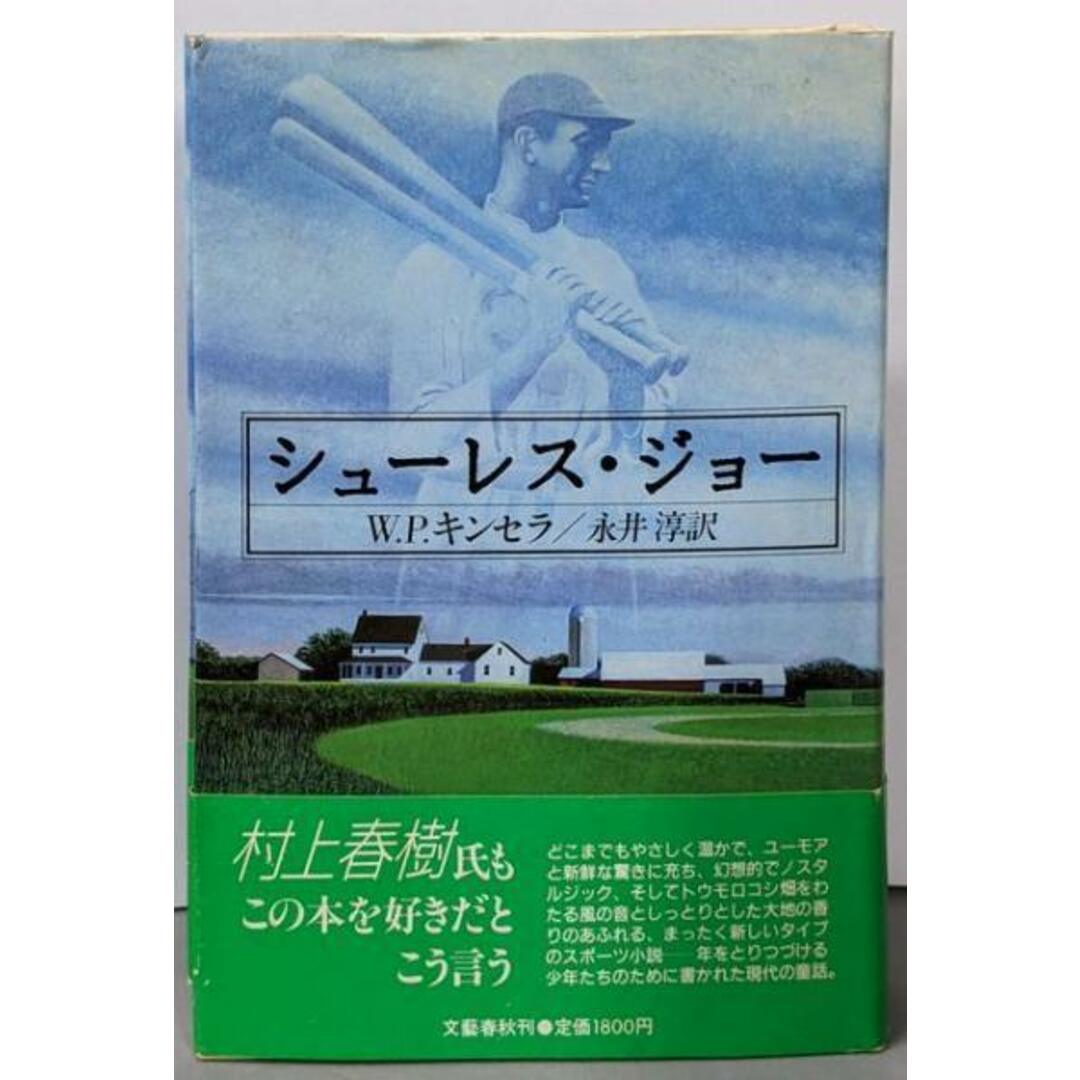 シューレス・ジョー
W.P.キンセラ／永井 淳訳
村上春樹氏も
この本を好きだと
こう言う
どこまでもやさしく温かで、ユーモア
と新鮮な驚きに充ち、幻想的でノスタ
ルジック、そしてトウモロコシ畑をわ
たる風の音としっとりとした大地の香
りのあふれる、まったく新しいタイプ
のスポーツ小説──年をとりつづける
少年たちのために書かれた現代の童話。
文藝春秋刊●定価1800円